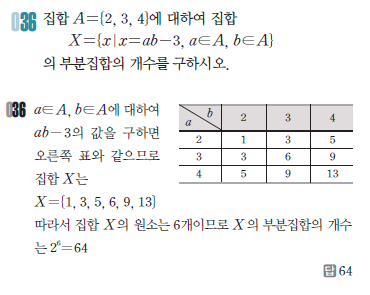 036 집합 A={2, 3, 4}에 대하여 집합
X={x|x=ab-3, a∈A, b∈A}
의 부분집합의 개수를 구하시오.
036 a∈A, b∈A에 대하여
ab-3의 값을 구하면
오른쪽 표와 같으므로
집합 X는
X={1, 3, 5, 6, 9, 13}
a b 2 3 4
2 1 3 5
3 3 6 9
4 5 9 13
따라서 집합 X의 원소는 6개이므로 X의 부분집합의 개수
는 2⁶=64
답 64